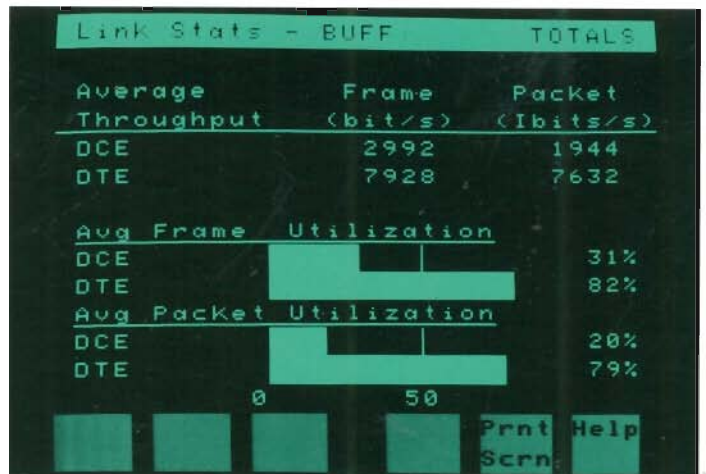 Link Stats - BUFF TOTALS
Average Frame Packet
Throughput (bit/s) (Ibits/s)
DCE 2992 1944
DTE 7928 7632
Avg Frame Utilization
DCE 31%
DTE 82%
Avg Packet Utilization
DCE 20%
DTE 79%
0 50
Prnt Help
Scrn